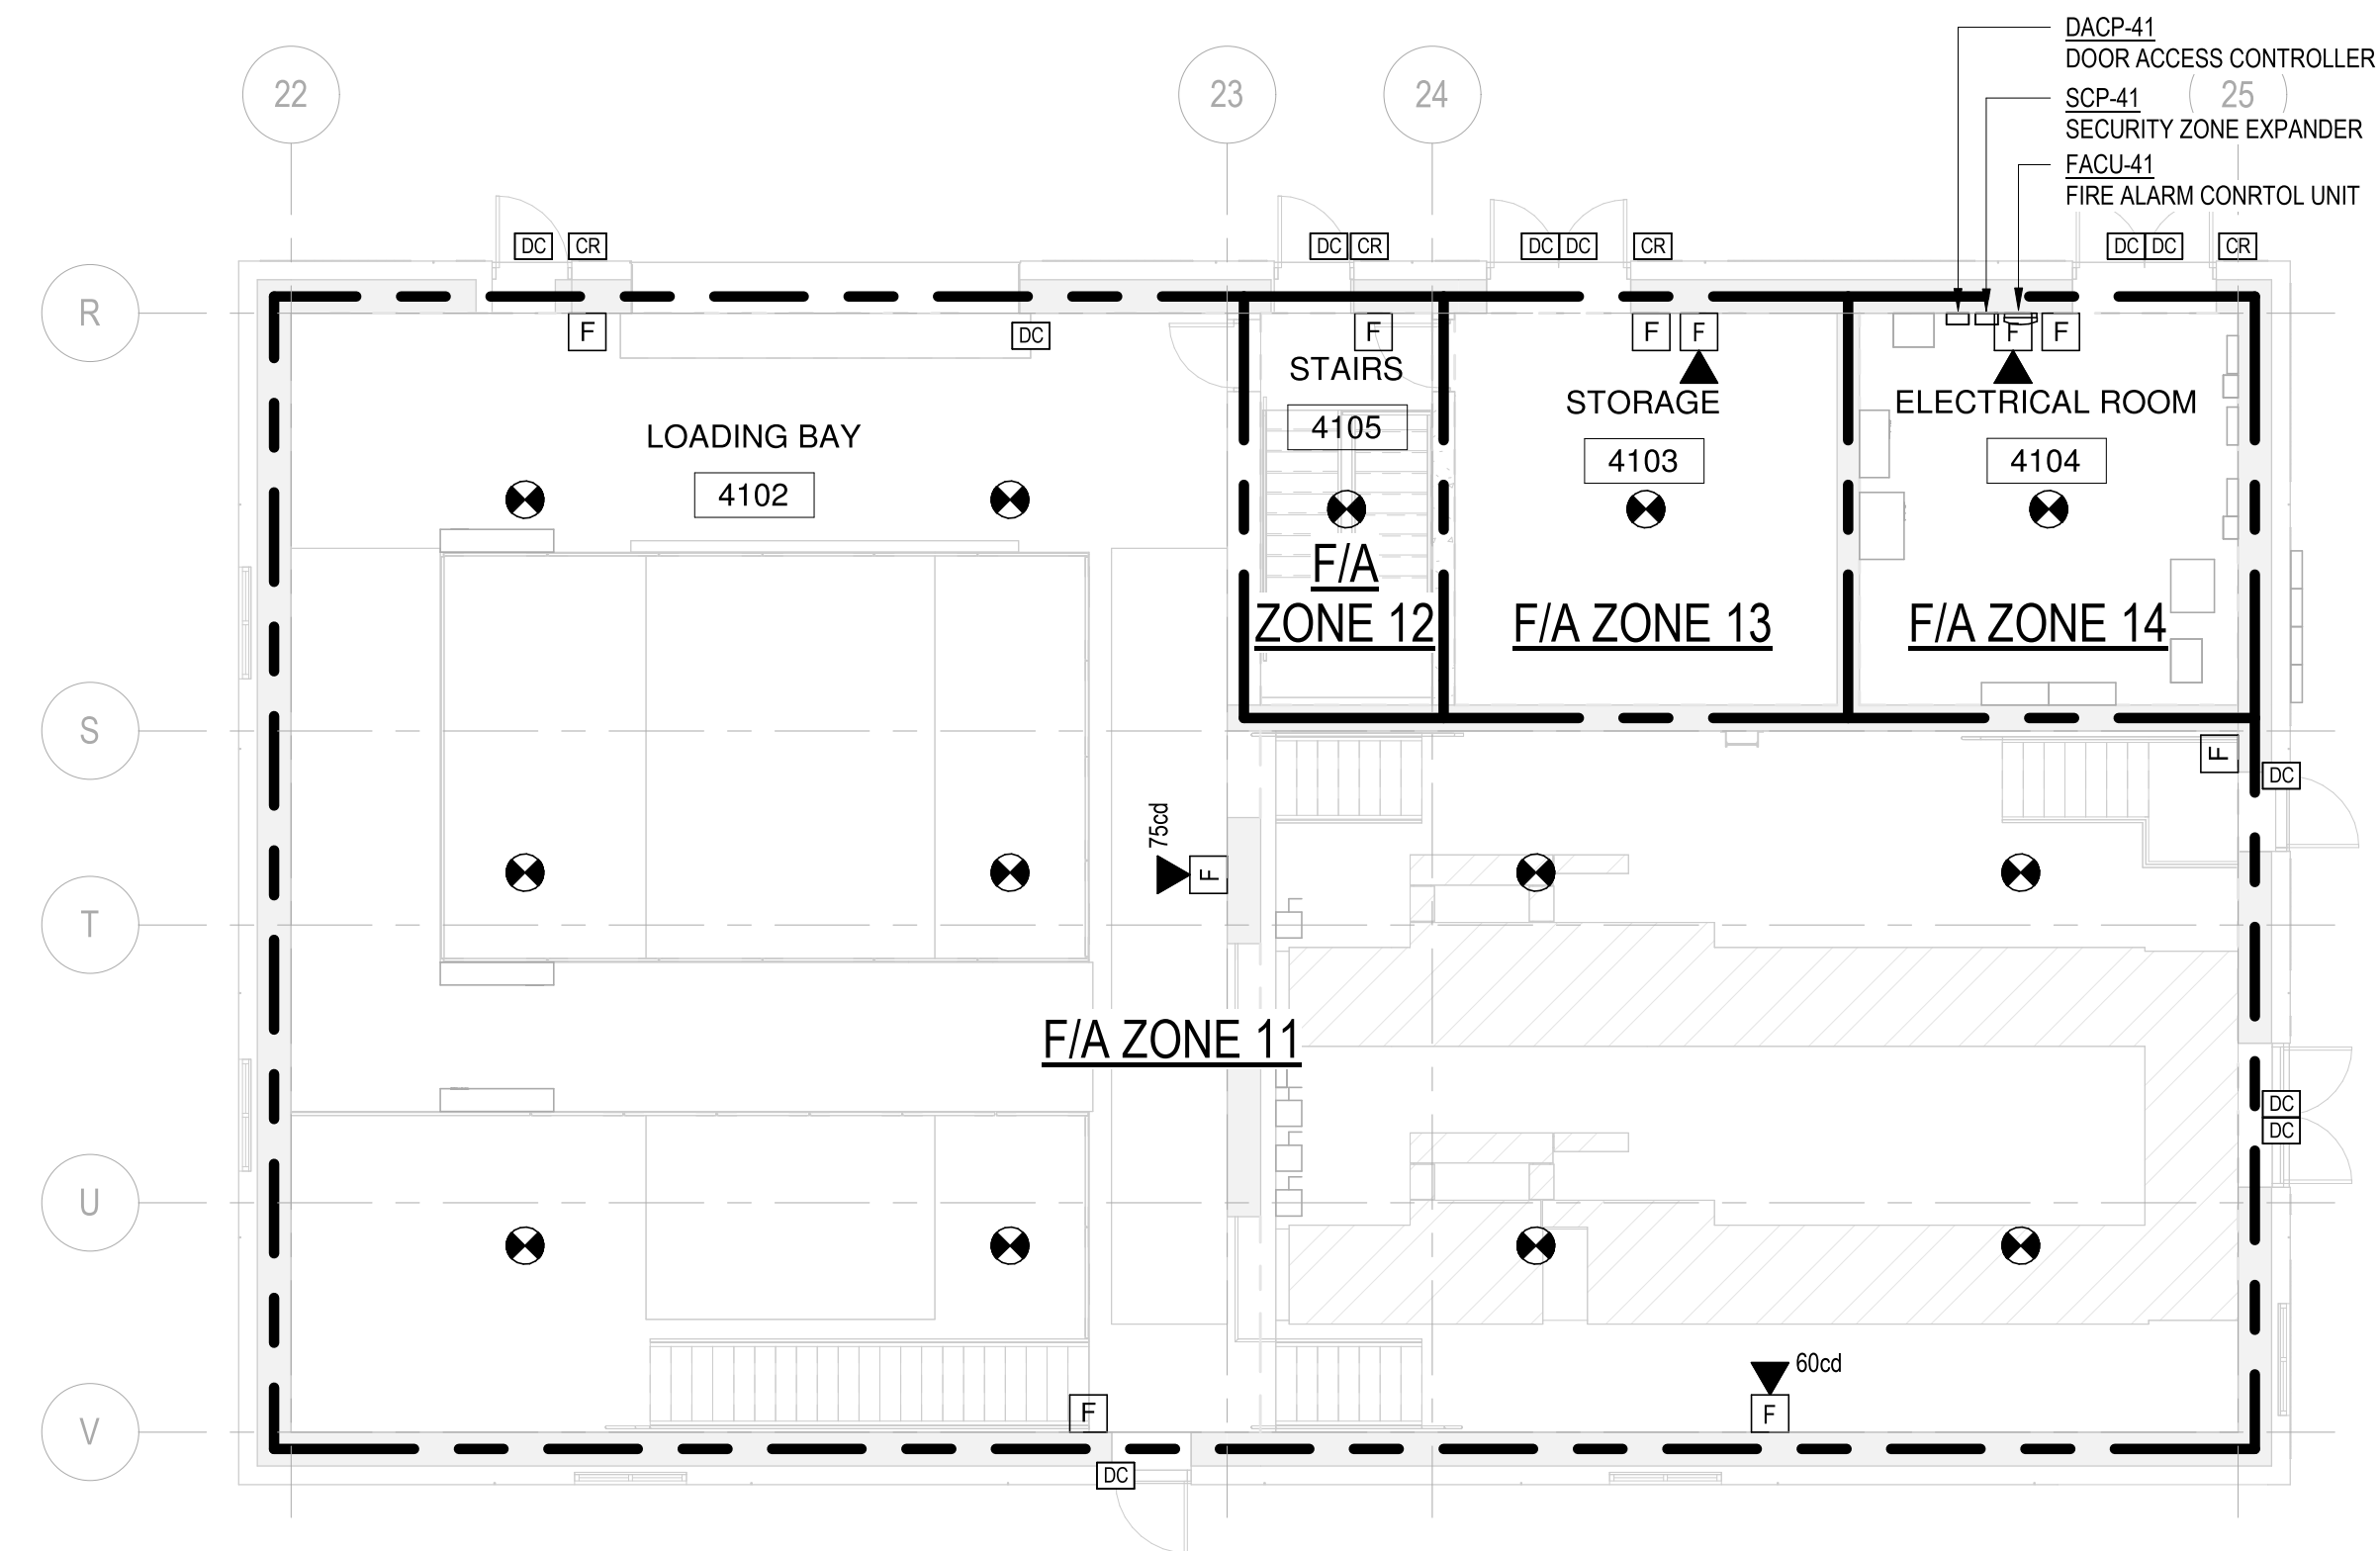 DACP-41
DOOR ACCESS CONTROLLER
22
23
24
25
SCP-41
SECURITY ZONE EXPANDER
FACU-41
FIRE ALARM CONRTOL UNIT
DC CR
DC CR
DC DC CR
DC DC CR
R
F
DC
F
F F
F F
STAIRS
4105
STORAGE
4103
ELECTRICAL ROOM
4104
LOADING BAY
4102
F/A
ZONE 12
F/A ZONE 13
F/A ZONE 14
S
F
DC
75cd
F
T
F/A ZONE 11
DC
DC
U
60cd
F
F
V
DC